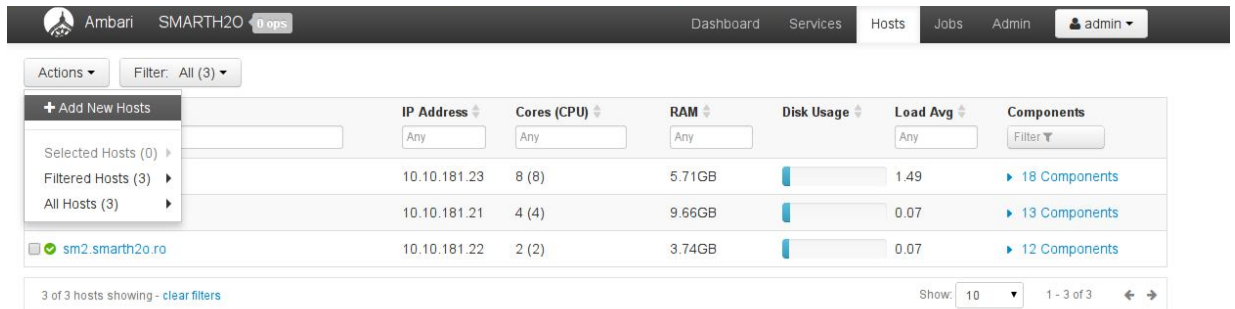 Ambari SMARTH2O 0 ops Dashboard Services Hosts Jobs Admin admin
Actions Filter: All (3)
+ Add New Hosts
Selected Hosts (0)
Filtered Hosts (3)
All Hosts (3)
IP Address Cores (CPU) RAM Disk Usage Load Avg Components
Any Any Any Any Filter
10.10.181.23 8 (8) 5.71GB 1.49 18 Components
10.10.181.21 4 (4) 9.66GB 0.07 13 Components
sm2.smarth2o.ro 10.10.181.22 2 (2) 3.74GB 0.07 12 Components
3 of 3 hosts showing - clear filters Show: 10 1 - 3 of 3